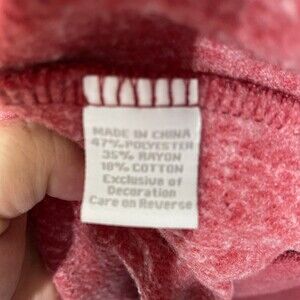 MADE IN CHINA
47% POLYESTER
35% RAYON
18% COTTON
Exclusive of
Decoration
Care on Reverse